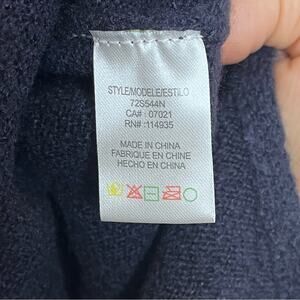 STYLE/MODELE/ESTILO
72S544N
CA# : 07021
RN# : 114935
MADE IN CHINA
FABRIQUE EN CHINE
HECHO EN CHINA